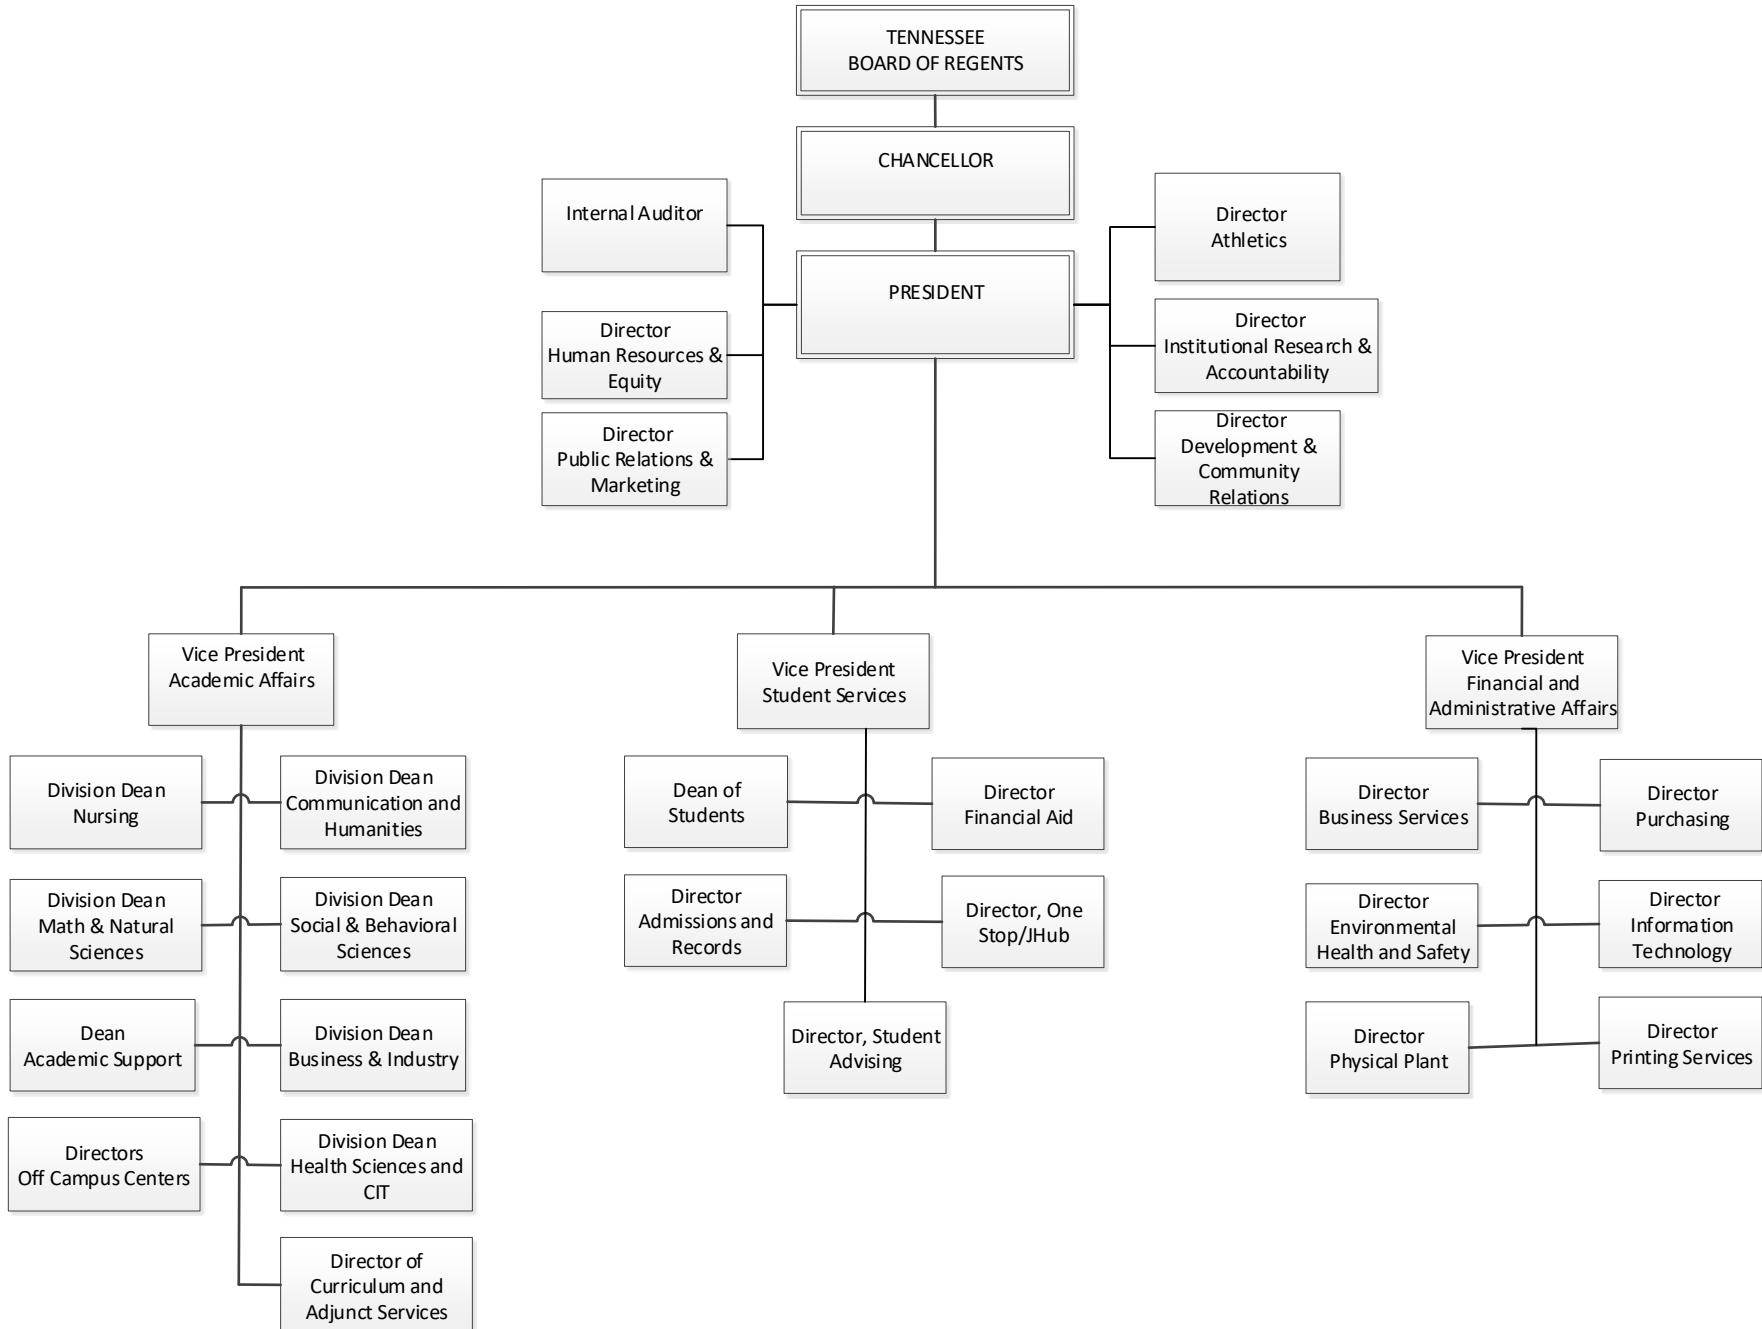 TENNESSEE
BOARD OF REGENTS
CHANCELLOR
Internal Auditor
Director
Athletics
PRESIDENT
Director
Human Resources &
Equity
Director
Institutional Research &
Accountability
Director
Public Relations &
Marketing
Director
Development &
Community
Relations
Vice President
Academic Affairs
Vice President
Student Services
Vice President
Financial and
Administrative Affairs
Division Dean
Nursing
Division Dean
Communication and
Humanities
Dean of
Students
Director
Financial Aid
Director
Business Services
Director
Purchasing
Division Dean
Math & Natural
Sciences
Division Dean
Social & Behavioral
Sciences
Director
Admissions and
Records
Director, One
Stop/JHub
Director
Environmental
Health and Safety
Director
Information
Technology
Dean
Academic Support
Division Dean
Business & Industry
Director, Student
Advising
Director
Physical Plant
Director
Printing Services
Directors
Off Campus Centers
Division Dean
Health Sciences and
CIT
Director of
Curriculum and
Adjunct Services